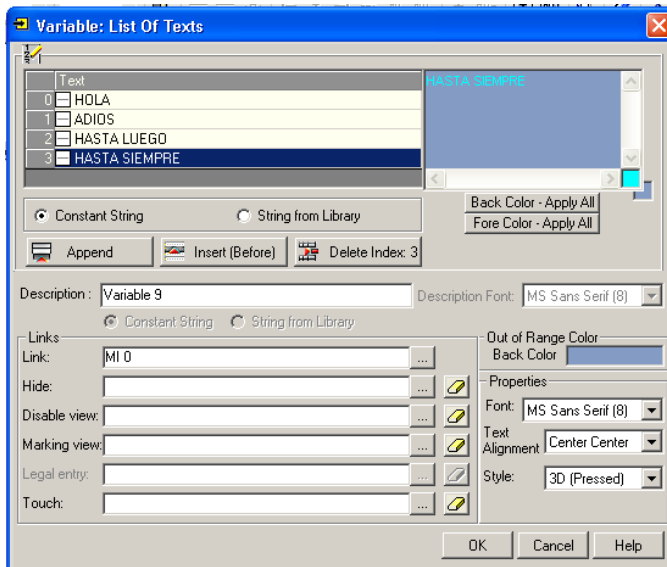 Variable: List Of Texts
Text
0 HOLA
1 ADIOS
2 HASTA LUEGO
3 HASTA SIEMPRE
HASTA SIEMPRE
Constant String String from Library
Back Color - Apply All
Fore Color - Apply All
Append Insert (Before) Delete Index: 3
Description : Variable 9 Description Font: MS Sans Serif (8)
Constant String String from Library
Links
Link: MI 0 ...
Hide: ...
Disable view: ...
Marking view: ...
Legal entry: ...
Touch: ...
Out of Range Color
Back Color
Properties
Font: MS Sans Serif (8)
Text Alignment Center Center
Style: 3D (Pressed)
OK Cancel Help